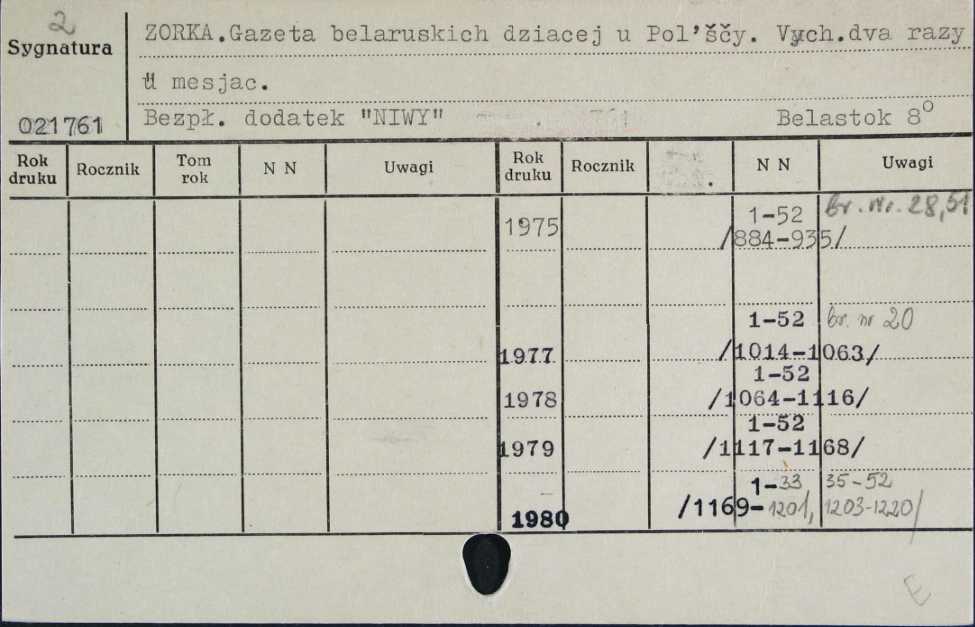 2
Sygnatura
ZORKA.Gazeta belaruskich dziacej u Pol'ščy. Vych.dva razy
ŭ mesjac.
021761
Bezpł. dodatek "NIWY"
Belastok 8°
Rok druku
Rocznik
Tom rok
N N
Uwagi
Rok druku
Rocznik
N N
Uwagi
1975
1-52
br. Nr. 28,51
/884-935/
1-52
br. nr 20
1977
/1014-1063/
1-52
1978
/1064-1116/
1-52
1979
/1117-1168/
1-33
35-52
1980
/1169-1201,
1203-1220/
E